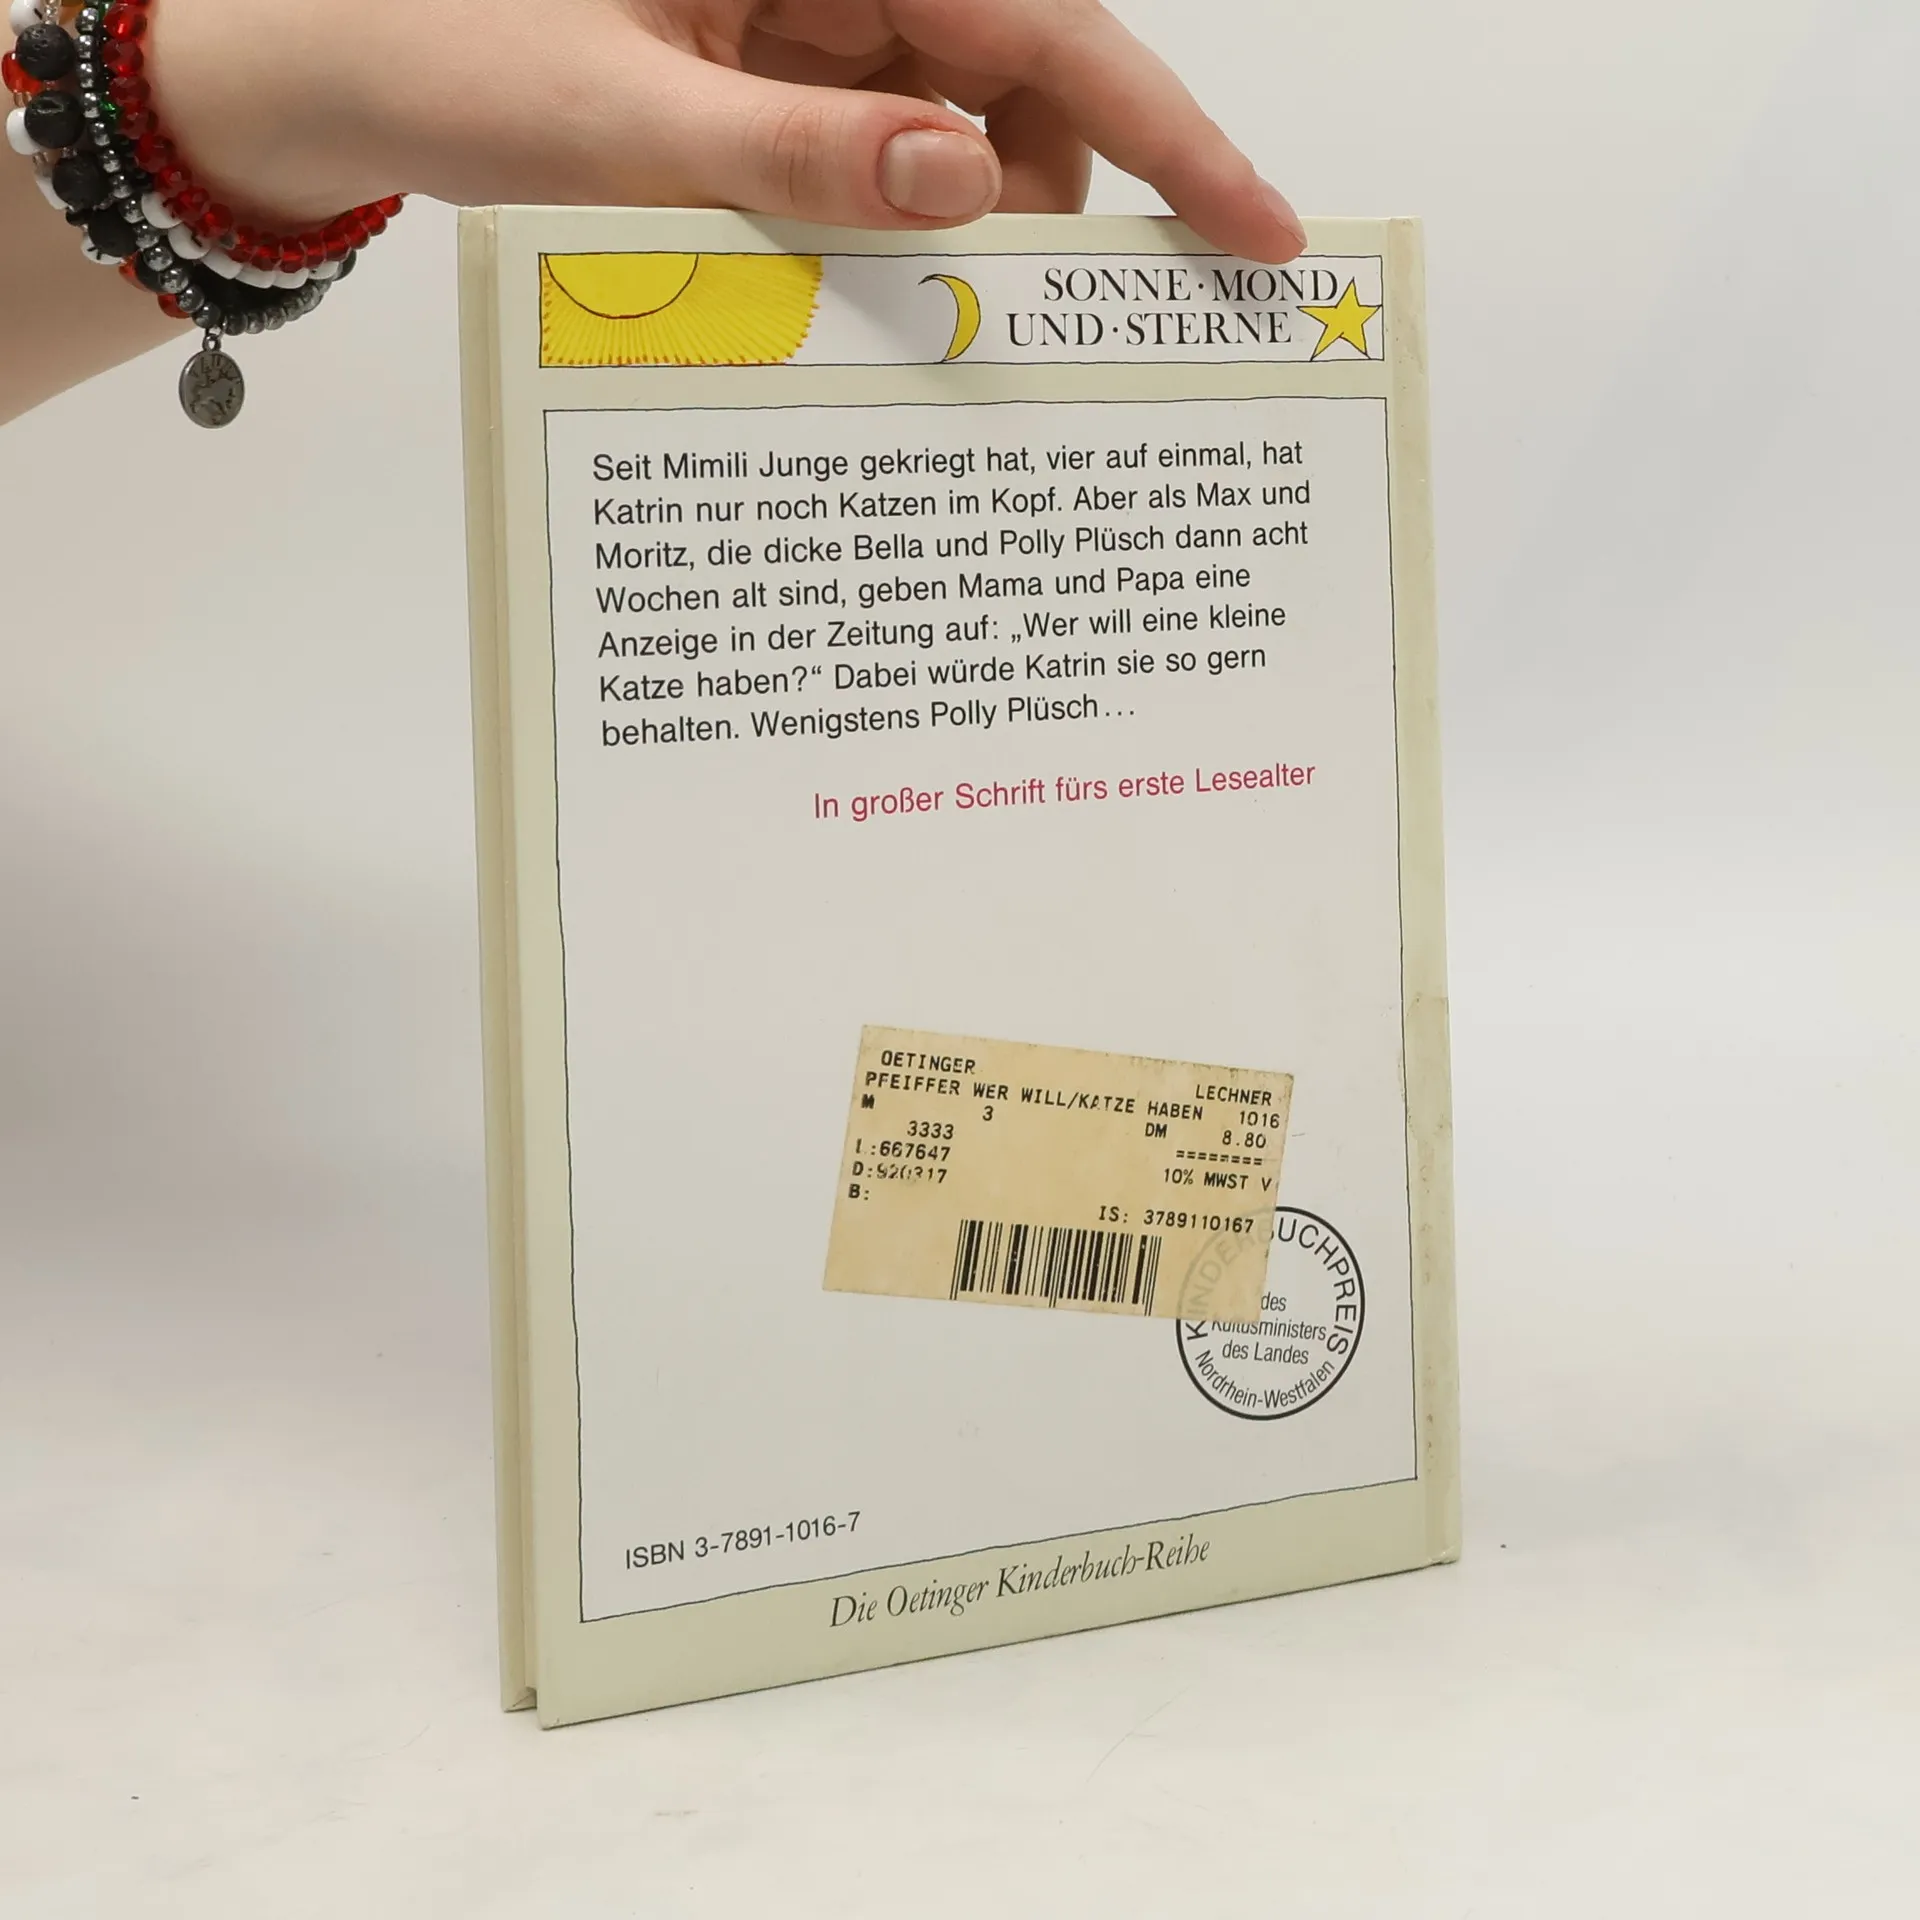 SONNE·MOND
UND·STERNE
Seit Mimili Junge gekriegt hat, vier auf einmal, hat
Katrin nur noch Katzen im Kopf. Aber als Max und
Moritz, die dicke Bella und Polly Plüsch dann acht
Wochen alt sind, geben Mama und Papa eine
Anzeige in der Zeitung auf: „Wer will eine kleine
Katze haben?“ Dabei würde Katrin sie so gern
behalten. Wenigstens Polly Plüsch...
In großer Schrift fürs erste Lesealter
OETINGER LECHNER
PFEIFFER WER WILL/KATZE HABEN 1016
M 3 DM 8.80
3333 ========
L:667647 10% MWST V
D:920317
B:
IS: 3789110167
KINDERBUCHPREIS
des
Kultusministers
des Landes
Nordrhein-Westfalen
ISBN 3-7891-1016-7
Die Oetinger Kinderbuch-Reihe